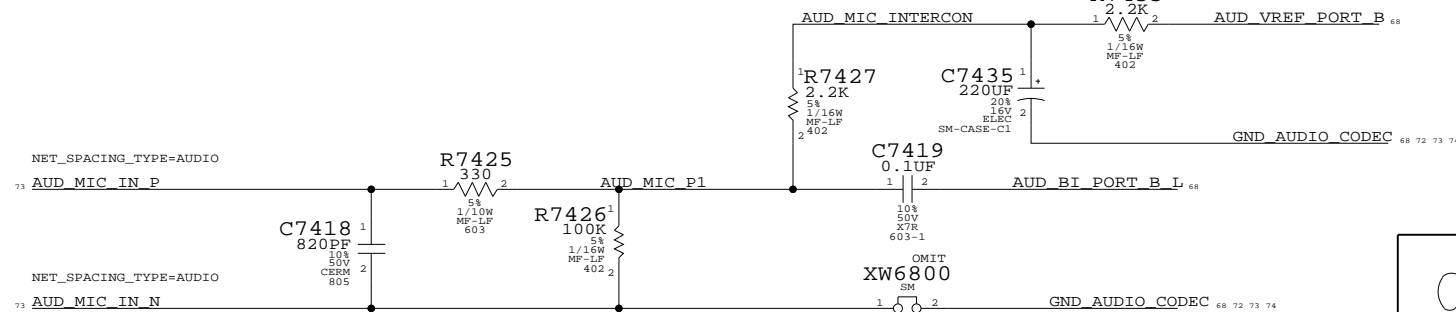 2.2K
AUD_MIC_INTERCON
1 2
AUD_VREF_PORT_B 68
5%
1/16W
MF-LF
402
1
R7427
2.2K
5%
1/16W
MF-LF
402
2
C7435 1
+
220UF
20%
16V 2
ELEC
SM-CASE-C1
GND_AUDIO_CODEC 68 72 73 74
NET_SPACING_TYPE=AUDIO
R7425
330
C7419
0.1UF
73 AUD_MIC_IN_P
1 2
AUD_MIC_P1
1 2
AUD_BI_PORT_B_L 68
5%
1/10W
MF-LF
603
10%
50V
X7R
603-1
R7426 1
100K
5%
1/16W
MF-LF
402 2
C7418 1
820PF
10%
50V
CERM 2
805
OMIT
XW6800
SM
NET_SPACING_TYPE=AUDIO
73 AUD_MIC_IN_N
1 2
GND_AUDIO_CODEC 68 72 73 74